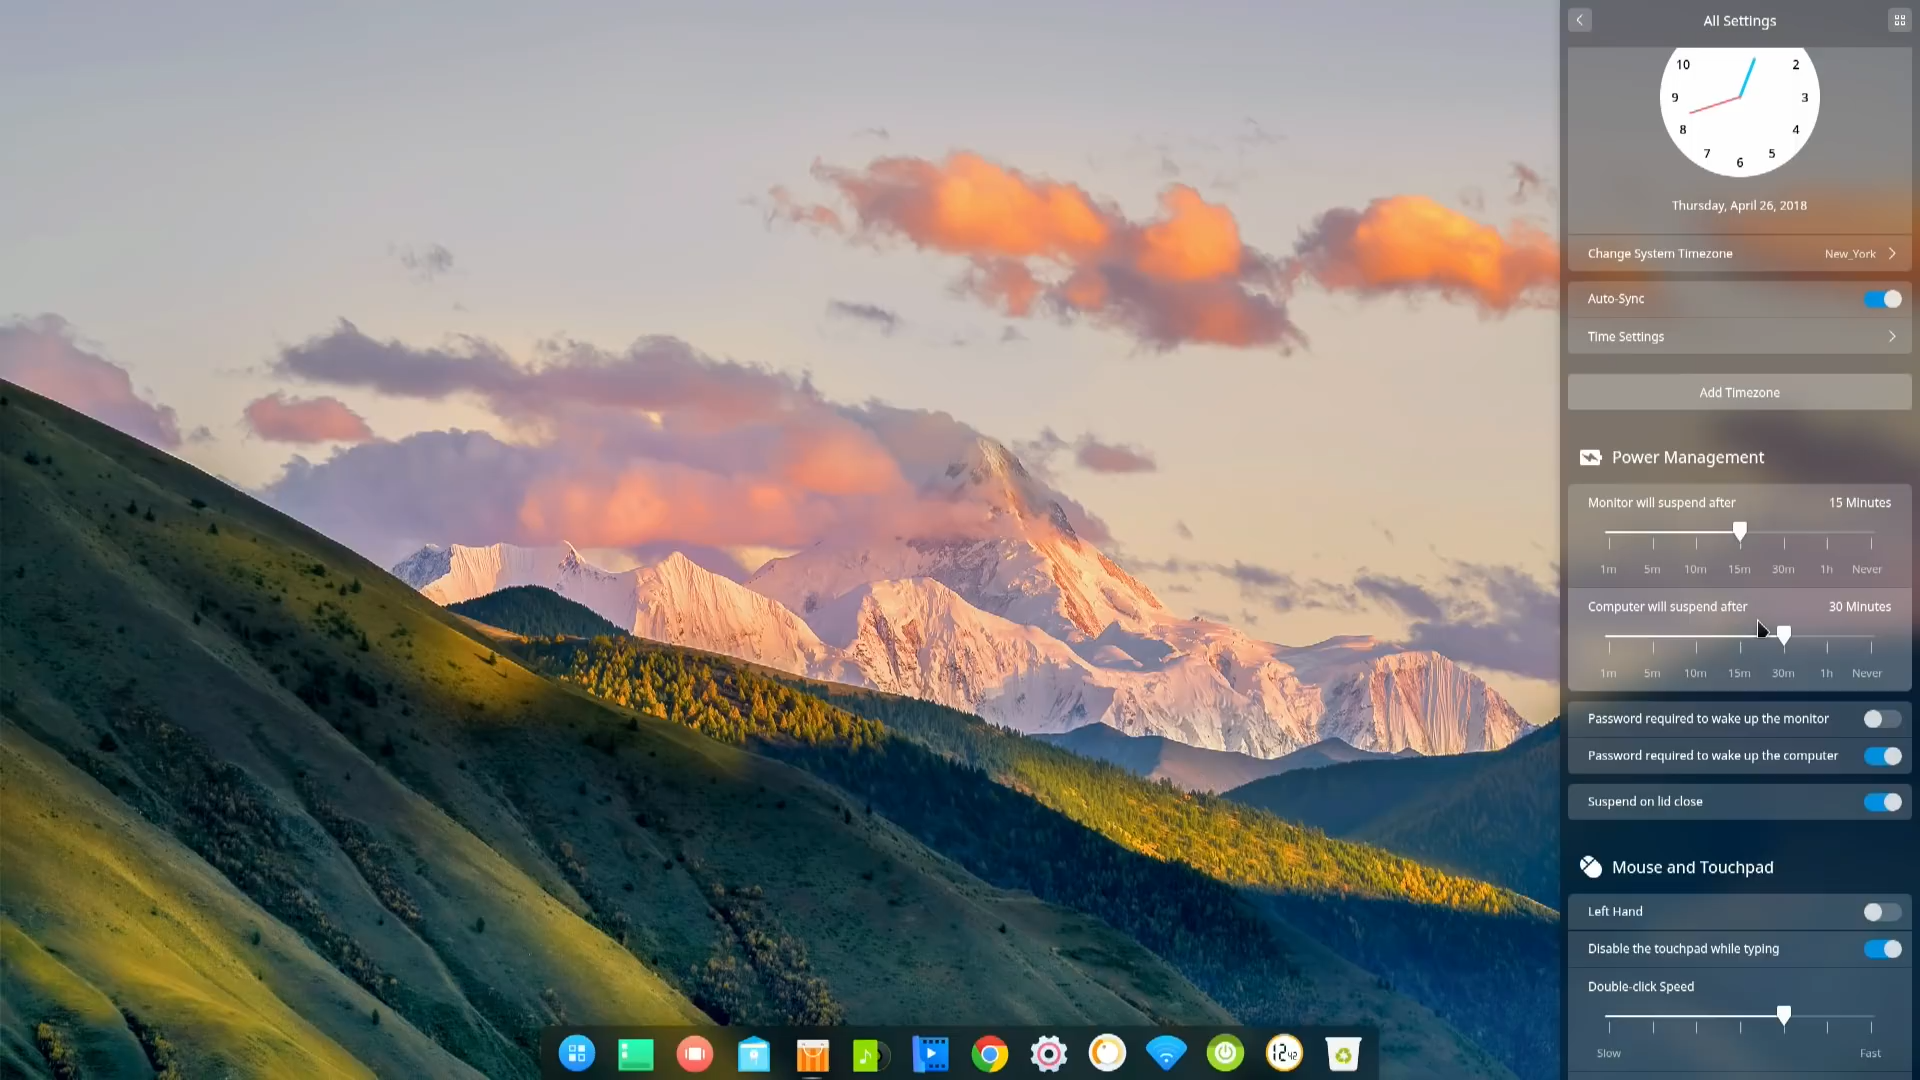 All Settings
10 2
9 3
8 4
7 5
6
Thursday, April 26, 2018
Change System Timezone New_York
Auto-Sync
Time Settings
Add Timezone
Power Management
Monitor will suspend after 15 Minutes
1m 5m 10m 15m 30m 1h Never
Computer will suspend after 30 Minutes
1m 5m 10m 15m 30m 1h Never
Password required to wake up the monitor
Password required to wake up the computer
Suspend on lid close
Mouse and Touchpad
Left Hand
Disable the touchpad while typing
Double-click Speed
Slow Fast
12 42